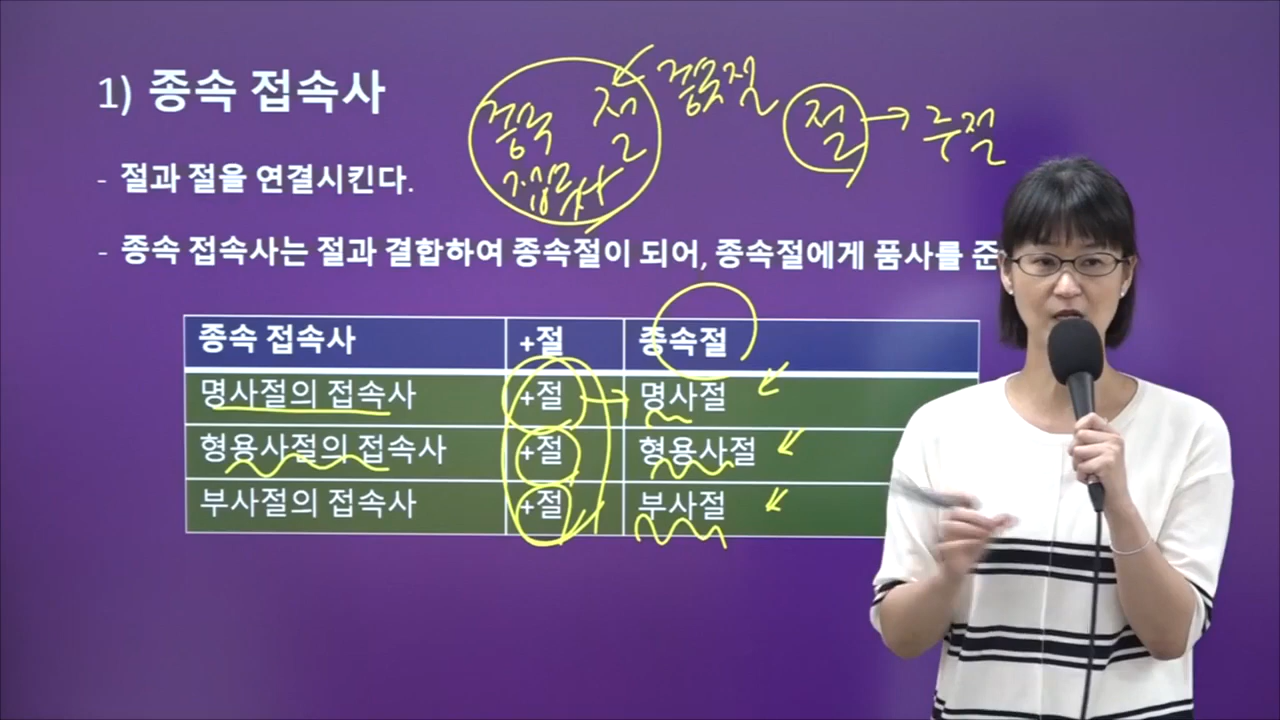 1) 종속 접속사
종속 절 종속절 절 → 주절
접속사
- 절과 절을 연결시킨다.
- 종속 접속사는 절과 결합하여 종속절이 되어, 종속절에게 품사를 준
종속 접속사 +절 종속절
명사절의 접속사 +절 명사절
형용사절의 접속사 +절 형용사절
부사절의 접속사 +절 부사절